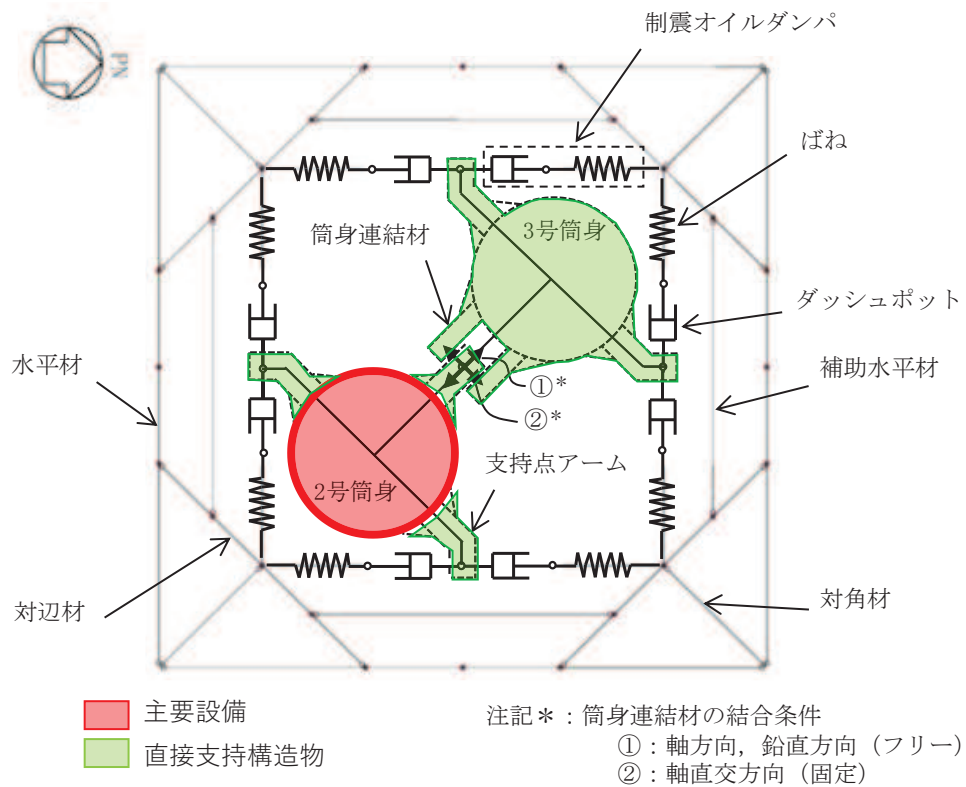 制震オイルダンパ
PN
ばね
3号筒身
筒身連結材
ダッシュポット
水平材
補助水平材
①*
②*
支持点アーム
2号筒身
対辺材
対角材
主要設備
直接支持構造物
注記*：筒身連結材の結合条件
①：軸方向，鉛直方向（フリー）
②：軸直交方向（固定）